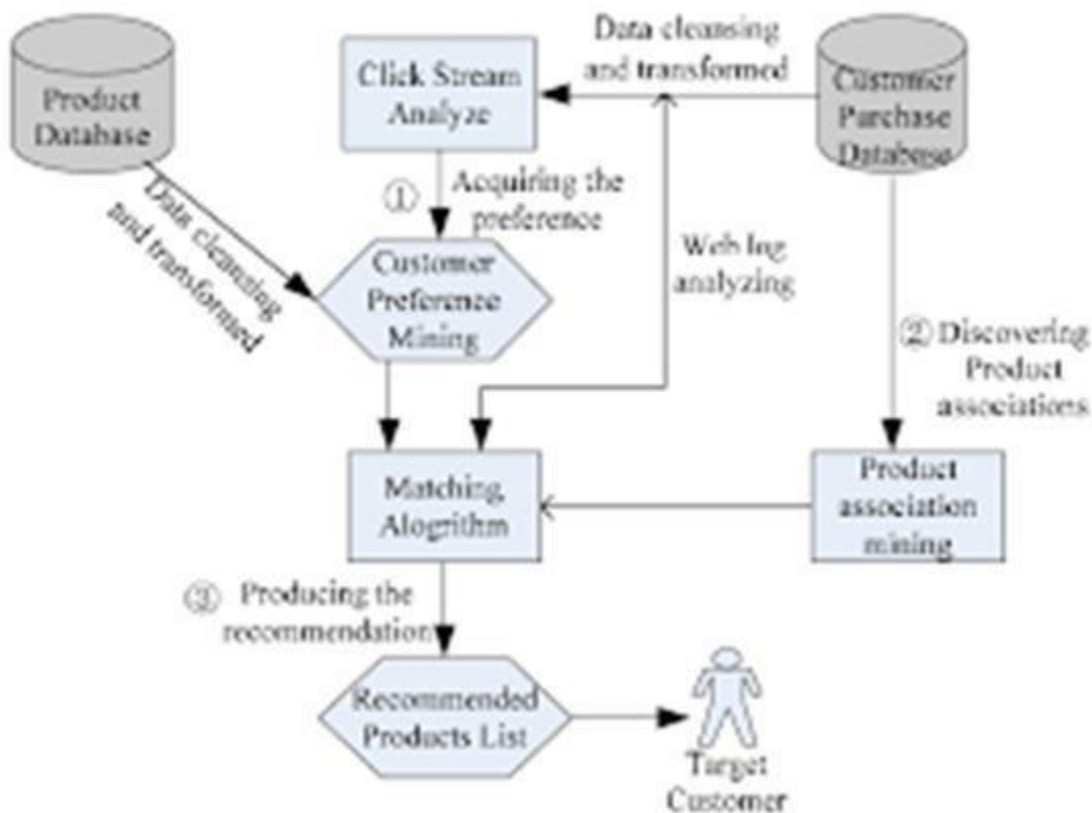 Product
Database
Click Stream
Analyze
Data cleansing
and transformed
Customer
Purchase
Database
Data cleansing
and transformed
① Acquiring the
preference
Customer
Preference
Mining
Web log
analyzing
② Discovering
Product
associations
Matching
Alogrithm
Product
association
mining
③ Producing the
recommendation
Recommended
Products List
Target
Customer